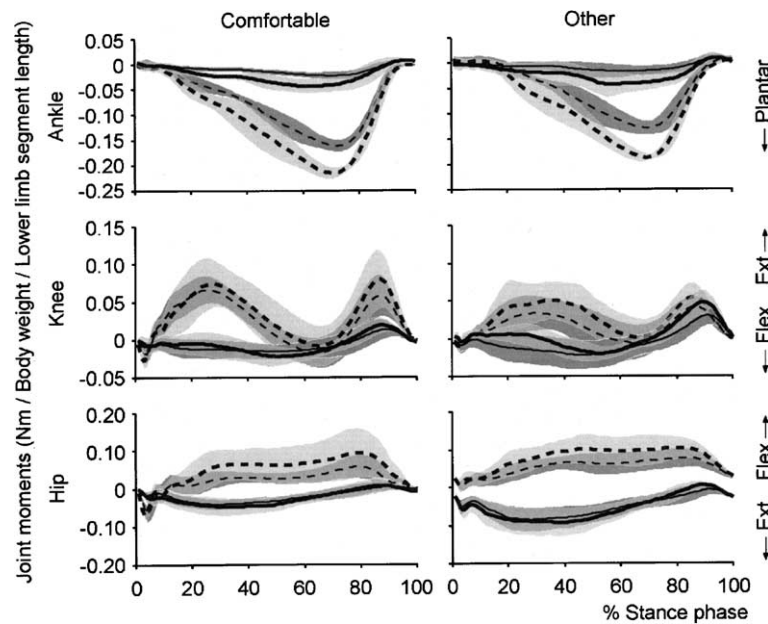 Comfortable Other
Joint moments (Nm / Body weight / Lower limb segment length)
Ankle
0.05
0
-0.05
-0.10
-0.15
-0.20
-0.25
← Plantar
Knee
0.15
0.10
0.05
0
-0.05
← Flex Ext →
Hip
0.20
0.10
0
-0.10
-0.20
← Ext Flex →
0 20 40 60 80 100 0 20 40 60 80 100
% Stance phase